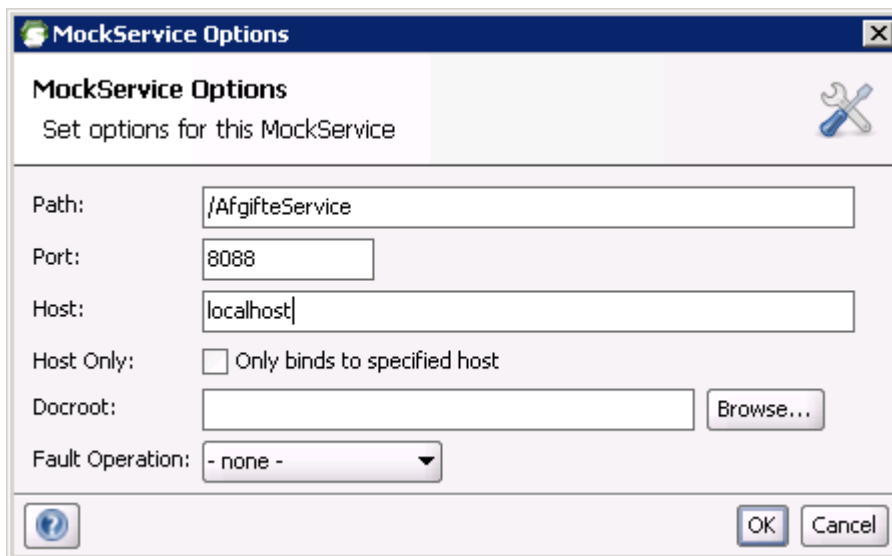 MockService Options
MockService Options
Set options for this MockService
Path: /AfgifteService
Port: 8088
Host: localhost
Host Only: Only binds to specified host
Docroot: Browse...
Fault Operation: - none -
OK Cancel